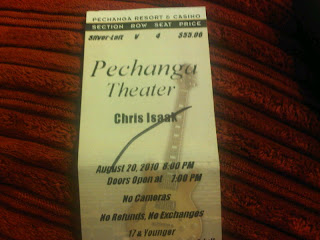 PECHANGA RESORT & CASINO
SECTION ROW SEAT PRICE
Silver-Left V 4 $55.00
Pechanga
Theater
Chris Isaak
August 20, 2010 8:00 PM
Doors Open at 7:00 PM
No Cameras
No Refunds, No Exchanges
17 & Younger